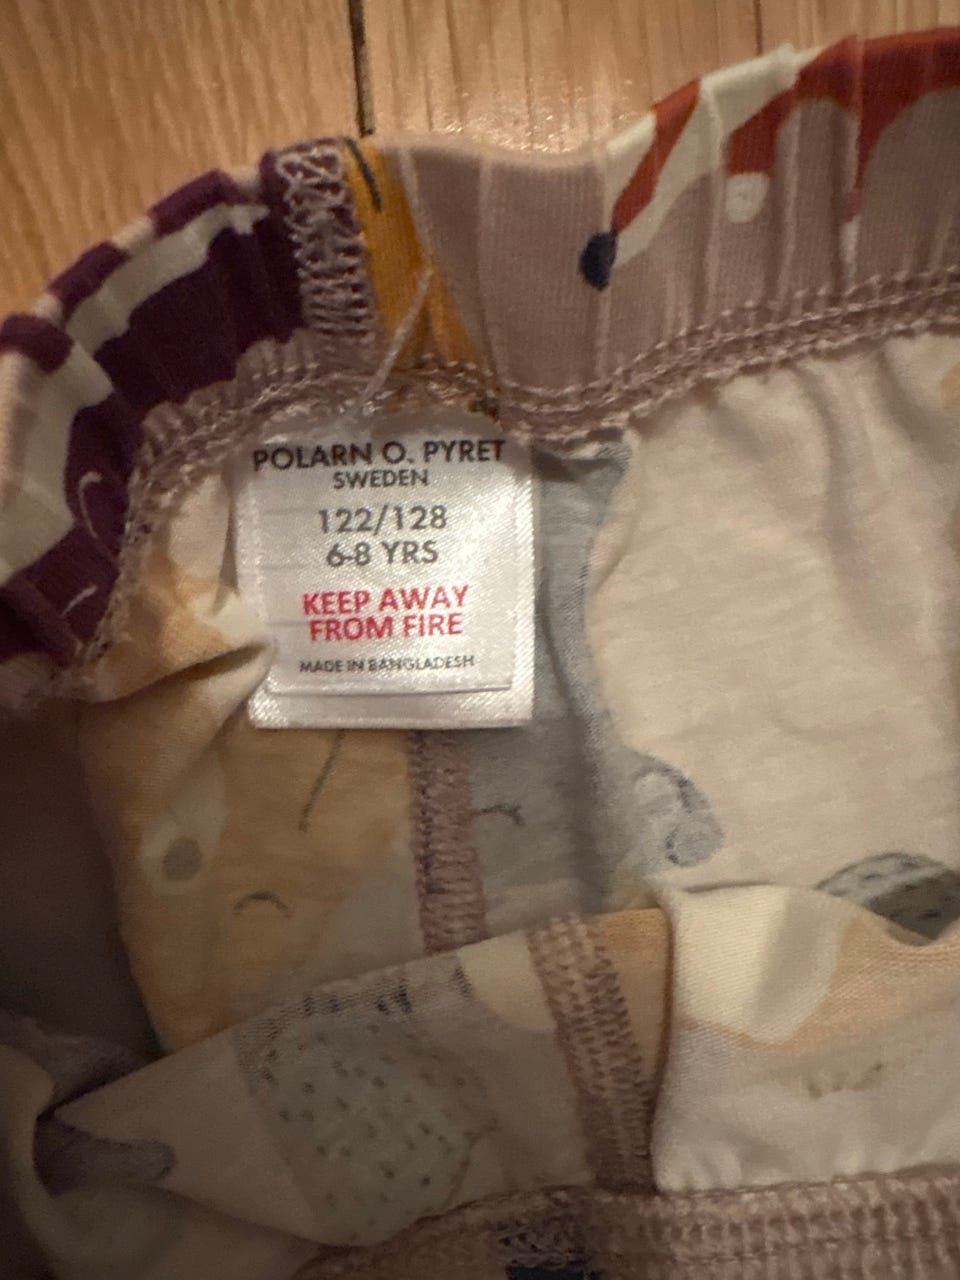 POLARN O. PYRET
SWEDEN
122/128
6-8 YRS
KEEP AWAY
FROM FIRE
MADE IN BANGLADESH